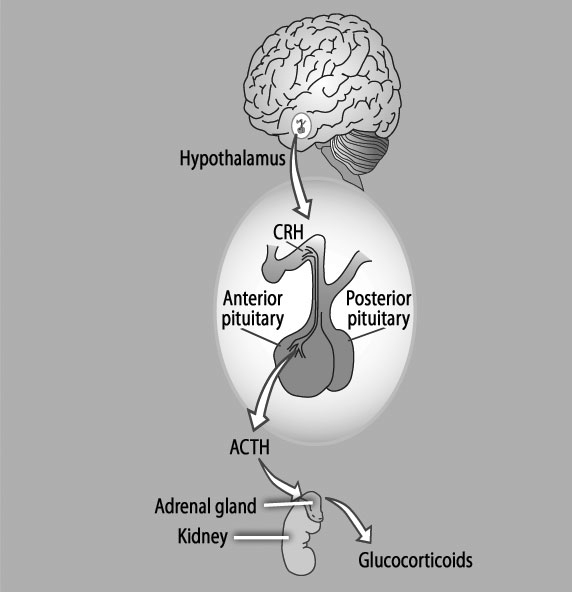 Hypothalamus
CRH
Anterior
pituitary
Posterior
pituitary
ACTH
Adrenal gland
Kidney
Glucocorticoids